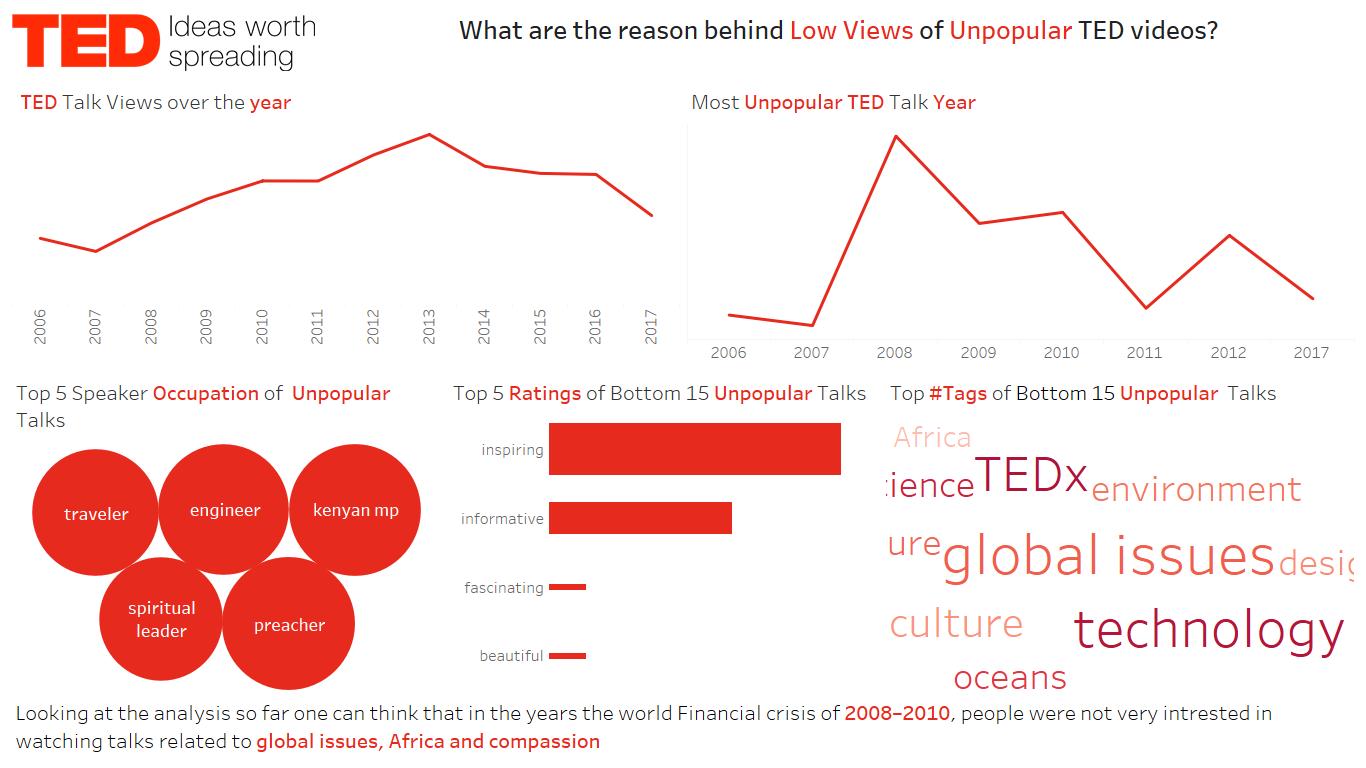 TED Ideas worth
spreading
What are the reason behind Low Views of Unpopular TED videos?
TED Talk Views over the year
2006 2007 2008 2009 2010 2011 2012 2013 2014 2015 2016 2017
Most Unpopular TED Talk Year
2006 2007 2008 2009 2010 2011 2012 2017
Top 5 Speaker Occupation of Unpopular
Talks
traveler
engineer
kenyan mp
spiritual
leader
preacher
Top 5 Ratings of Bottom 15 Unpopular Talks
inspiring
informative
fascinating
beautiful
Top #Tags of Bottom 15 Unpopular Talks
Africa
ience TEDx environment
ure global issues desig
culture technology
oceans
Looking at the analysis so far one can think that in the years the world Financial crisis of 2008–2010, people were not very intrested in
watching talks related to global issues, Africa and compassion